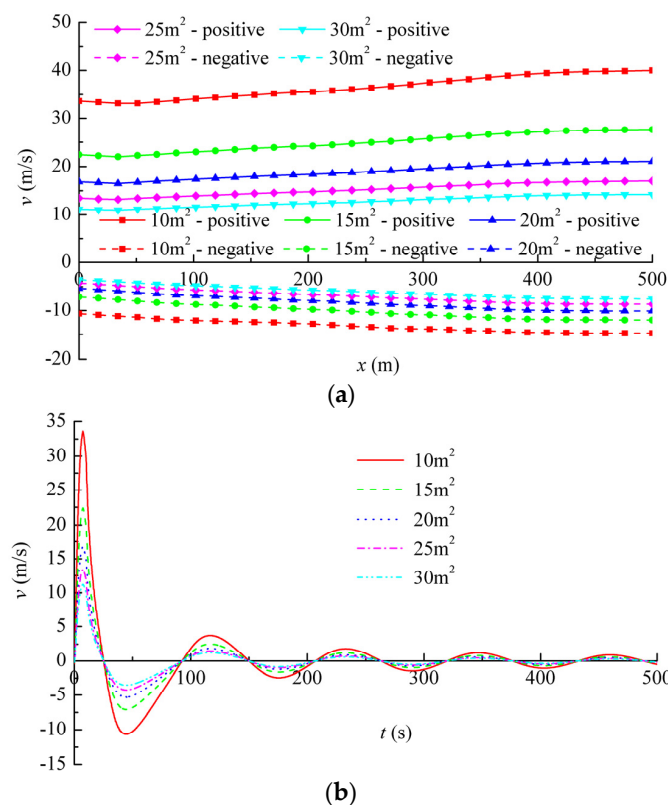 50
40
30
20
10
0
-10
-20
v (m/s)
25m² - positive 30m² - positive
25m² - negative 30m² - negative
10m² - positive 15m² - positive 20m² - positive
10m² - negative 15m² - negative 20m² - negative
0 100 200 300 400 500
x (m)
(a)
35
30
25
20
15
10
5
0
-5
-10
-15
v (m/s)
10m²
15m²
20m²
25m²
30m²
0 100 200 300 400 500
t (s)
(b)